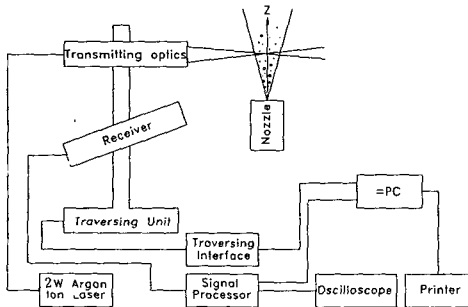 Z
Transmitting optics
Nozzle
Receiver
=PC
Traversing Unit
Traversing
Interface
2W Argon
Ion Laser
Signal
Processor
Oscilloscope
Printer